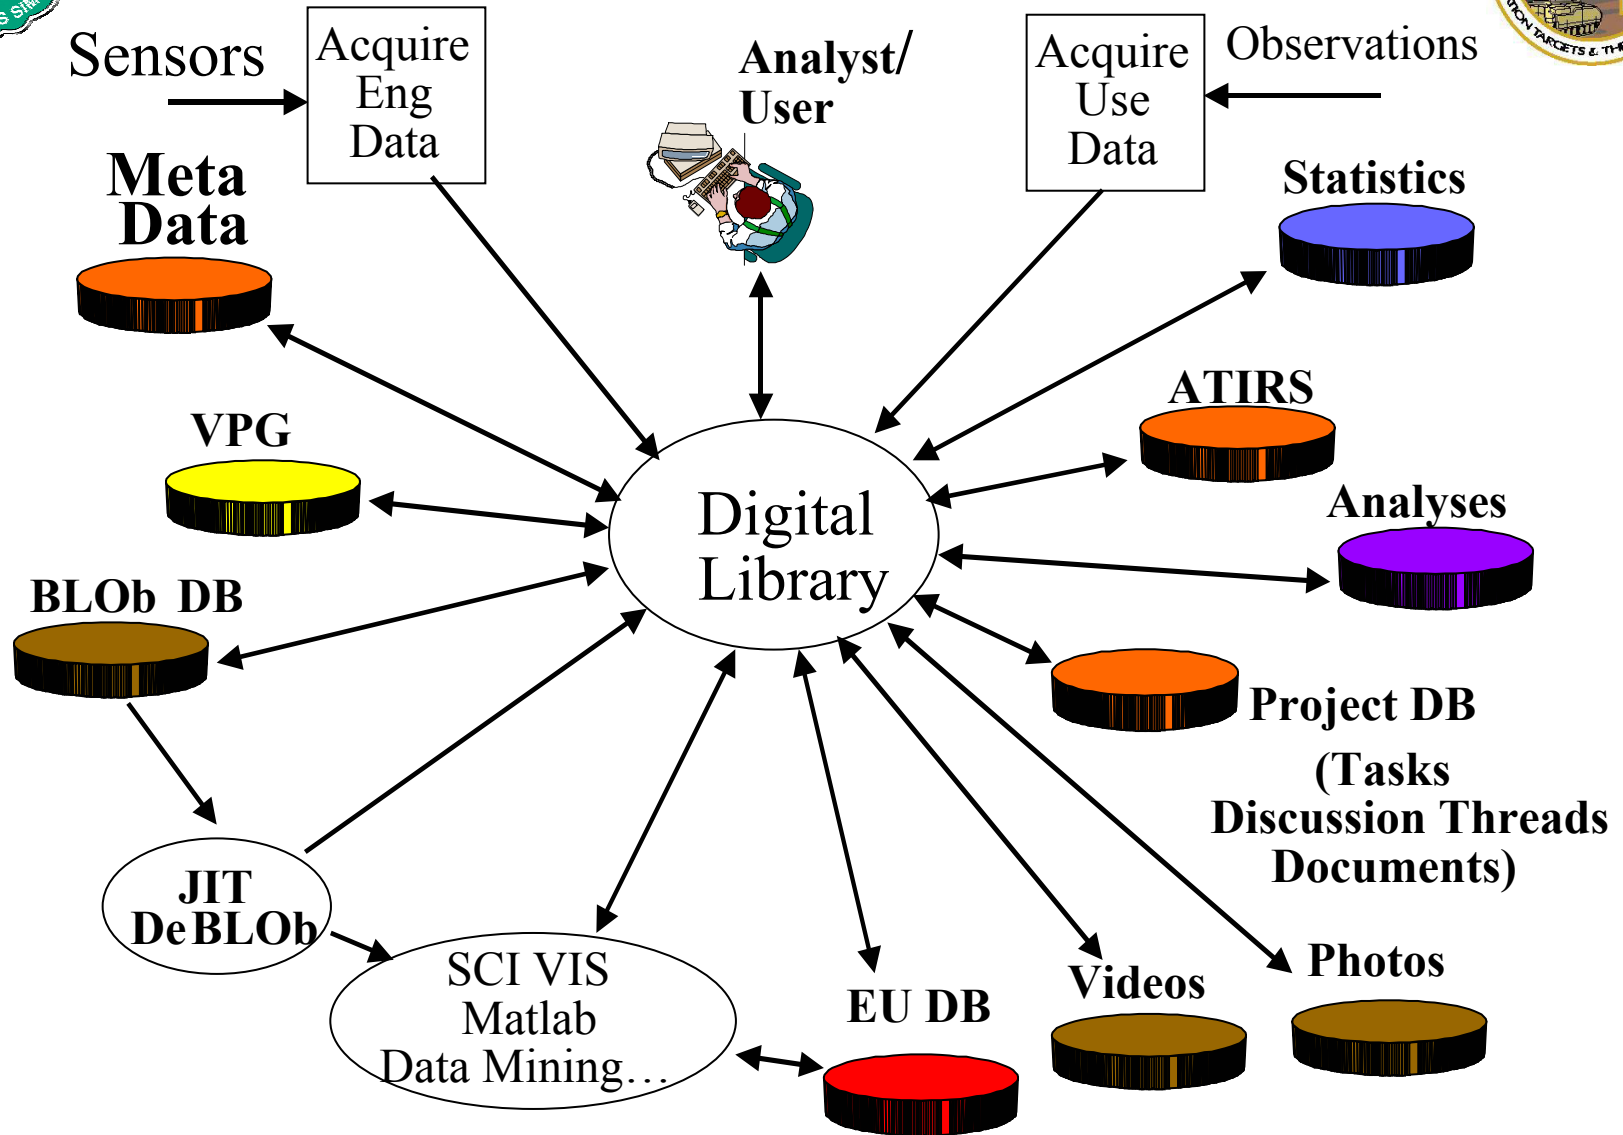 Sensors
Acquire
Eng
Data
Analyst/
User
Acquire
Use
Data
Observations
TARGETS &
Meta
Data
Statistics
VPG
ATIRS
Digital
Library
Analyses
BLOb DB
Project DB
(Tasks
Discussion Threads
Documents)
JIT
DeBLOb
SCI VIS
Matlab
Data Mining...
EU DB
Videos
Photos